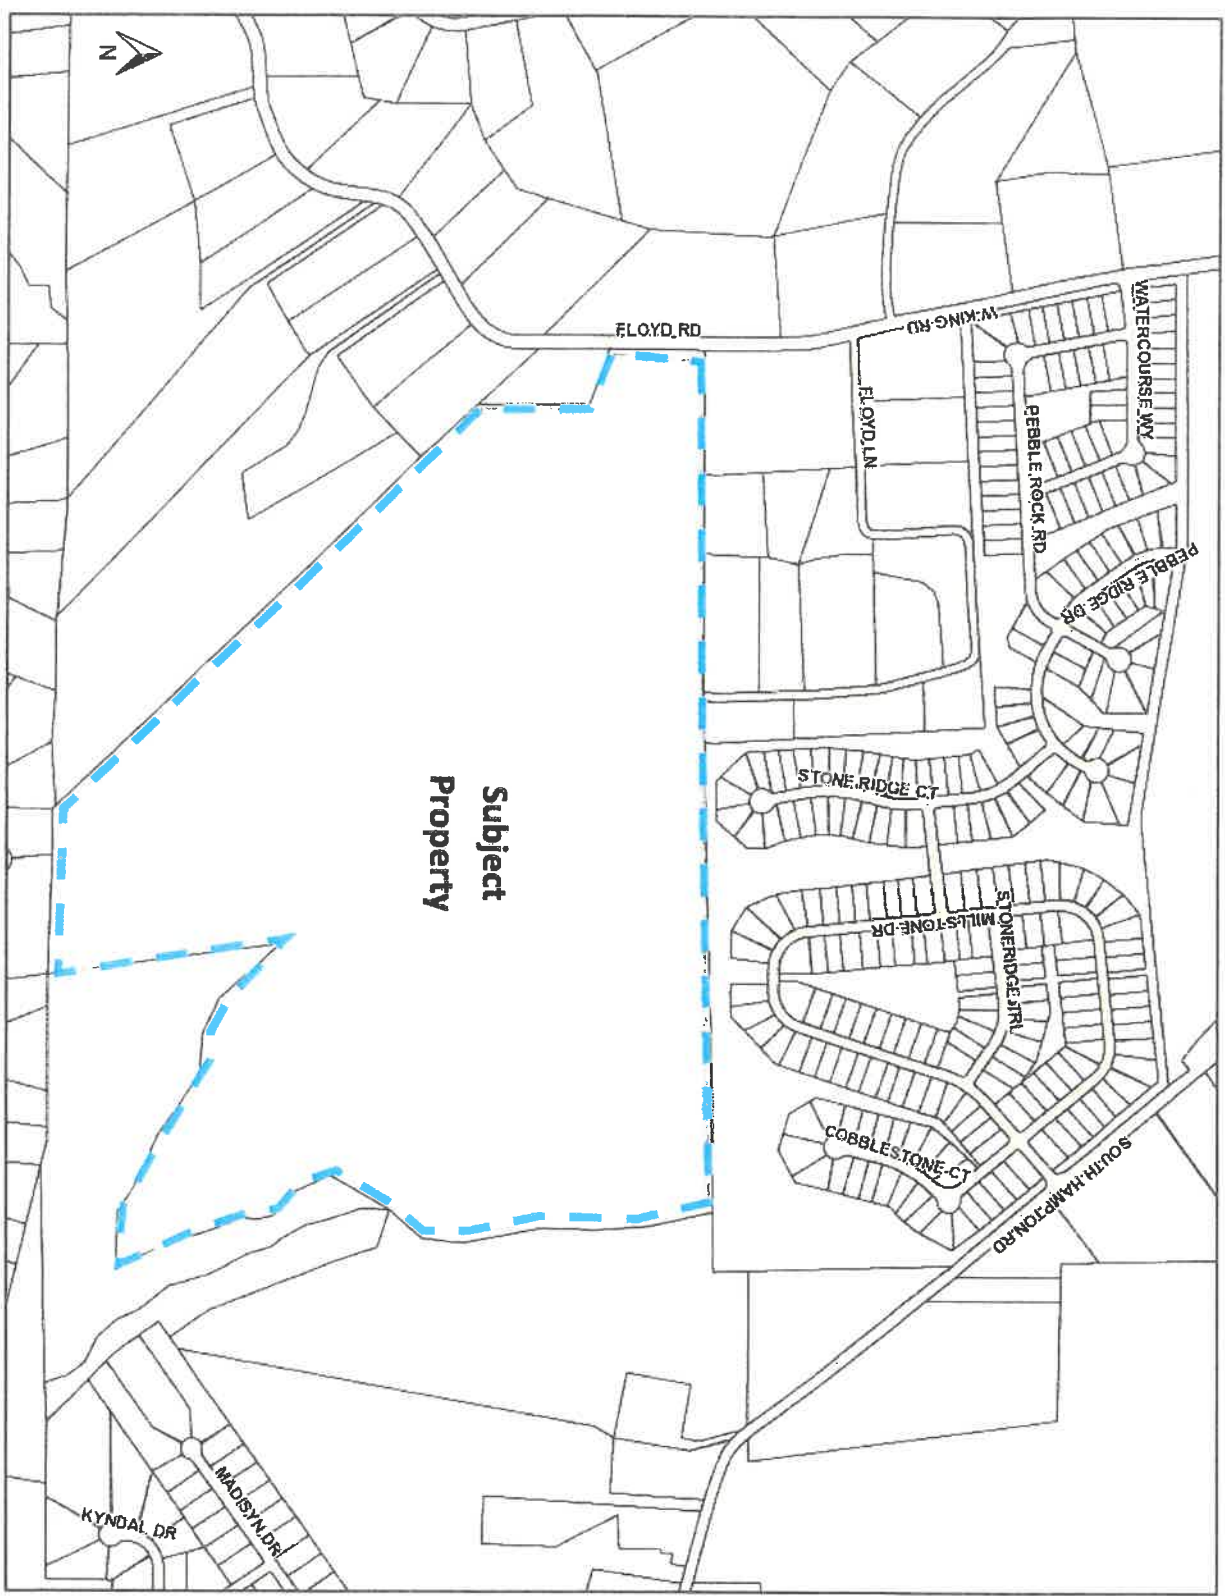 N
FLOYD RD
W KING RD
WATERCOURSE WY
FLOYD LN
PEBBLE ROCK RD
PEBBLE RIDGE DR
STONE RIDGE CT
Subject
Property
MILLSTONE DR
STONERIDGE TRL
COBBLESTONE CT
SOUTH HAMPTON RD
MADISYN DR
KYNDAL DR